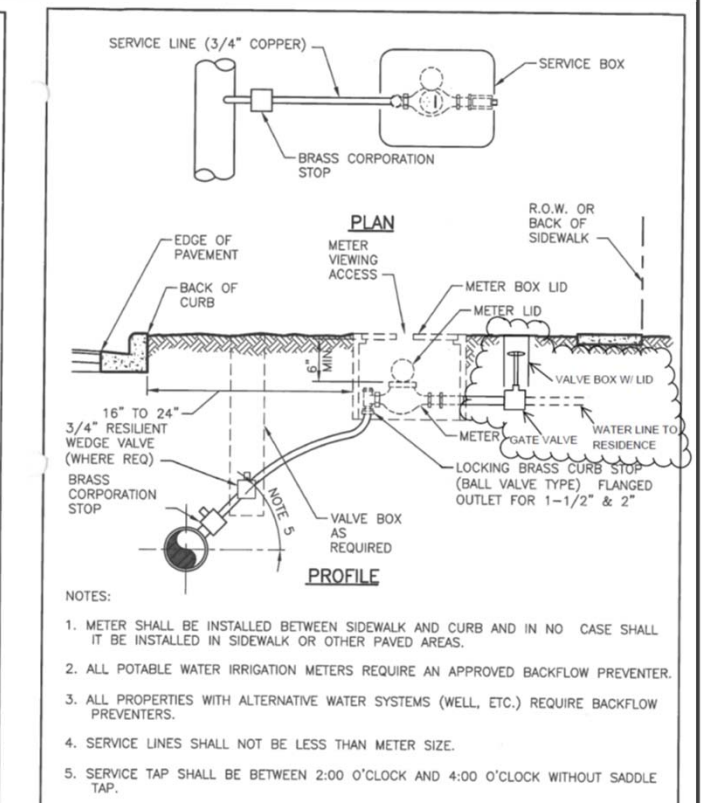 SERVICE LINE (3/4" COPPER)
SERVICE BOX
BRASS CORPORATION
STOP
PLAN
R.O.W. OR
BACK OF
SIDEWALK
EDGE OF
PAVEMENT
METER
VIEWING
ACCESS
BACK OF
CURB
METER BOX LID
METER LID
6"
MIN
VALVE BOX W/ LID
16" TO 24"
3/4" RESILIENT
WEDGE VALVE
(WHERE REQ)
METER
GATE VALVE
WATER LINE TO
RESIDENCE
BRASS
CORPORATION
STOP
LOCKING BRASS CURB STOP
(BALL VALVE TYPE) FLANGED
OUTLET FOR 1-1/2" & 2"
NOTE 5
VALVE BOX
AS
REQUIRED
PROFILE
NOTES:
1. METER SHALL BE INSTALLED BETWEEN SIDEWALK AND CURB AND IN NO CASE SHALL
IT BE INSTALLED IN SIDEWALK OR OTHER PAVED AREAS.
2. ALL POTABLE WATER IRRIGATION METERS REQUIRE AN APPROVED BACKFLOW PREVENTER.
3. ALL PROPERTIES WITH ALTERNATIVE WATER SYSTEMS (WELL, ETC.) REQUIRE BACKFLOW
PREVENTERS.
4. SERVICE LINES SHALL NOT BE LESS THAN METER SIZE.
5. SERVICE TAP SHALL BE BETWEEN 2:00 O'CLOCK AND 4:00 O'CLOCK WITHOUT SADDLE
TAP.